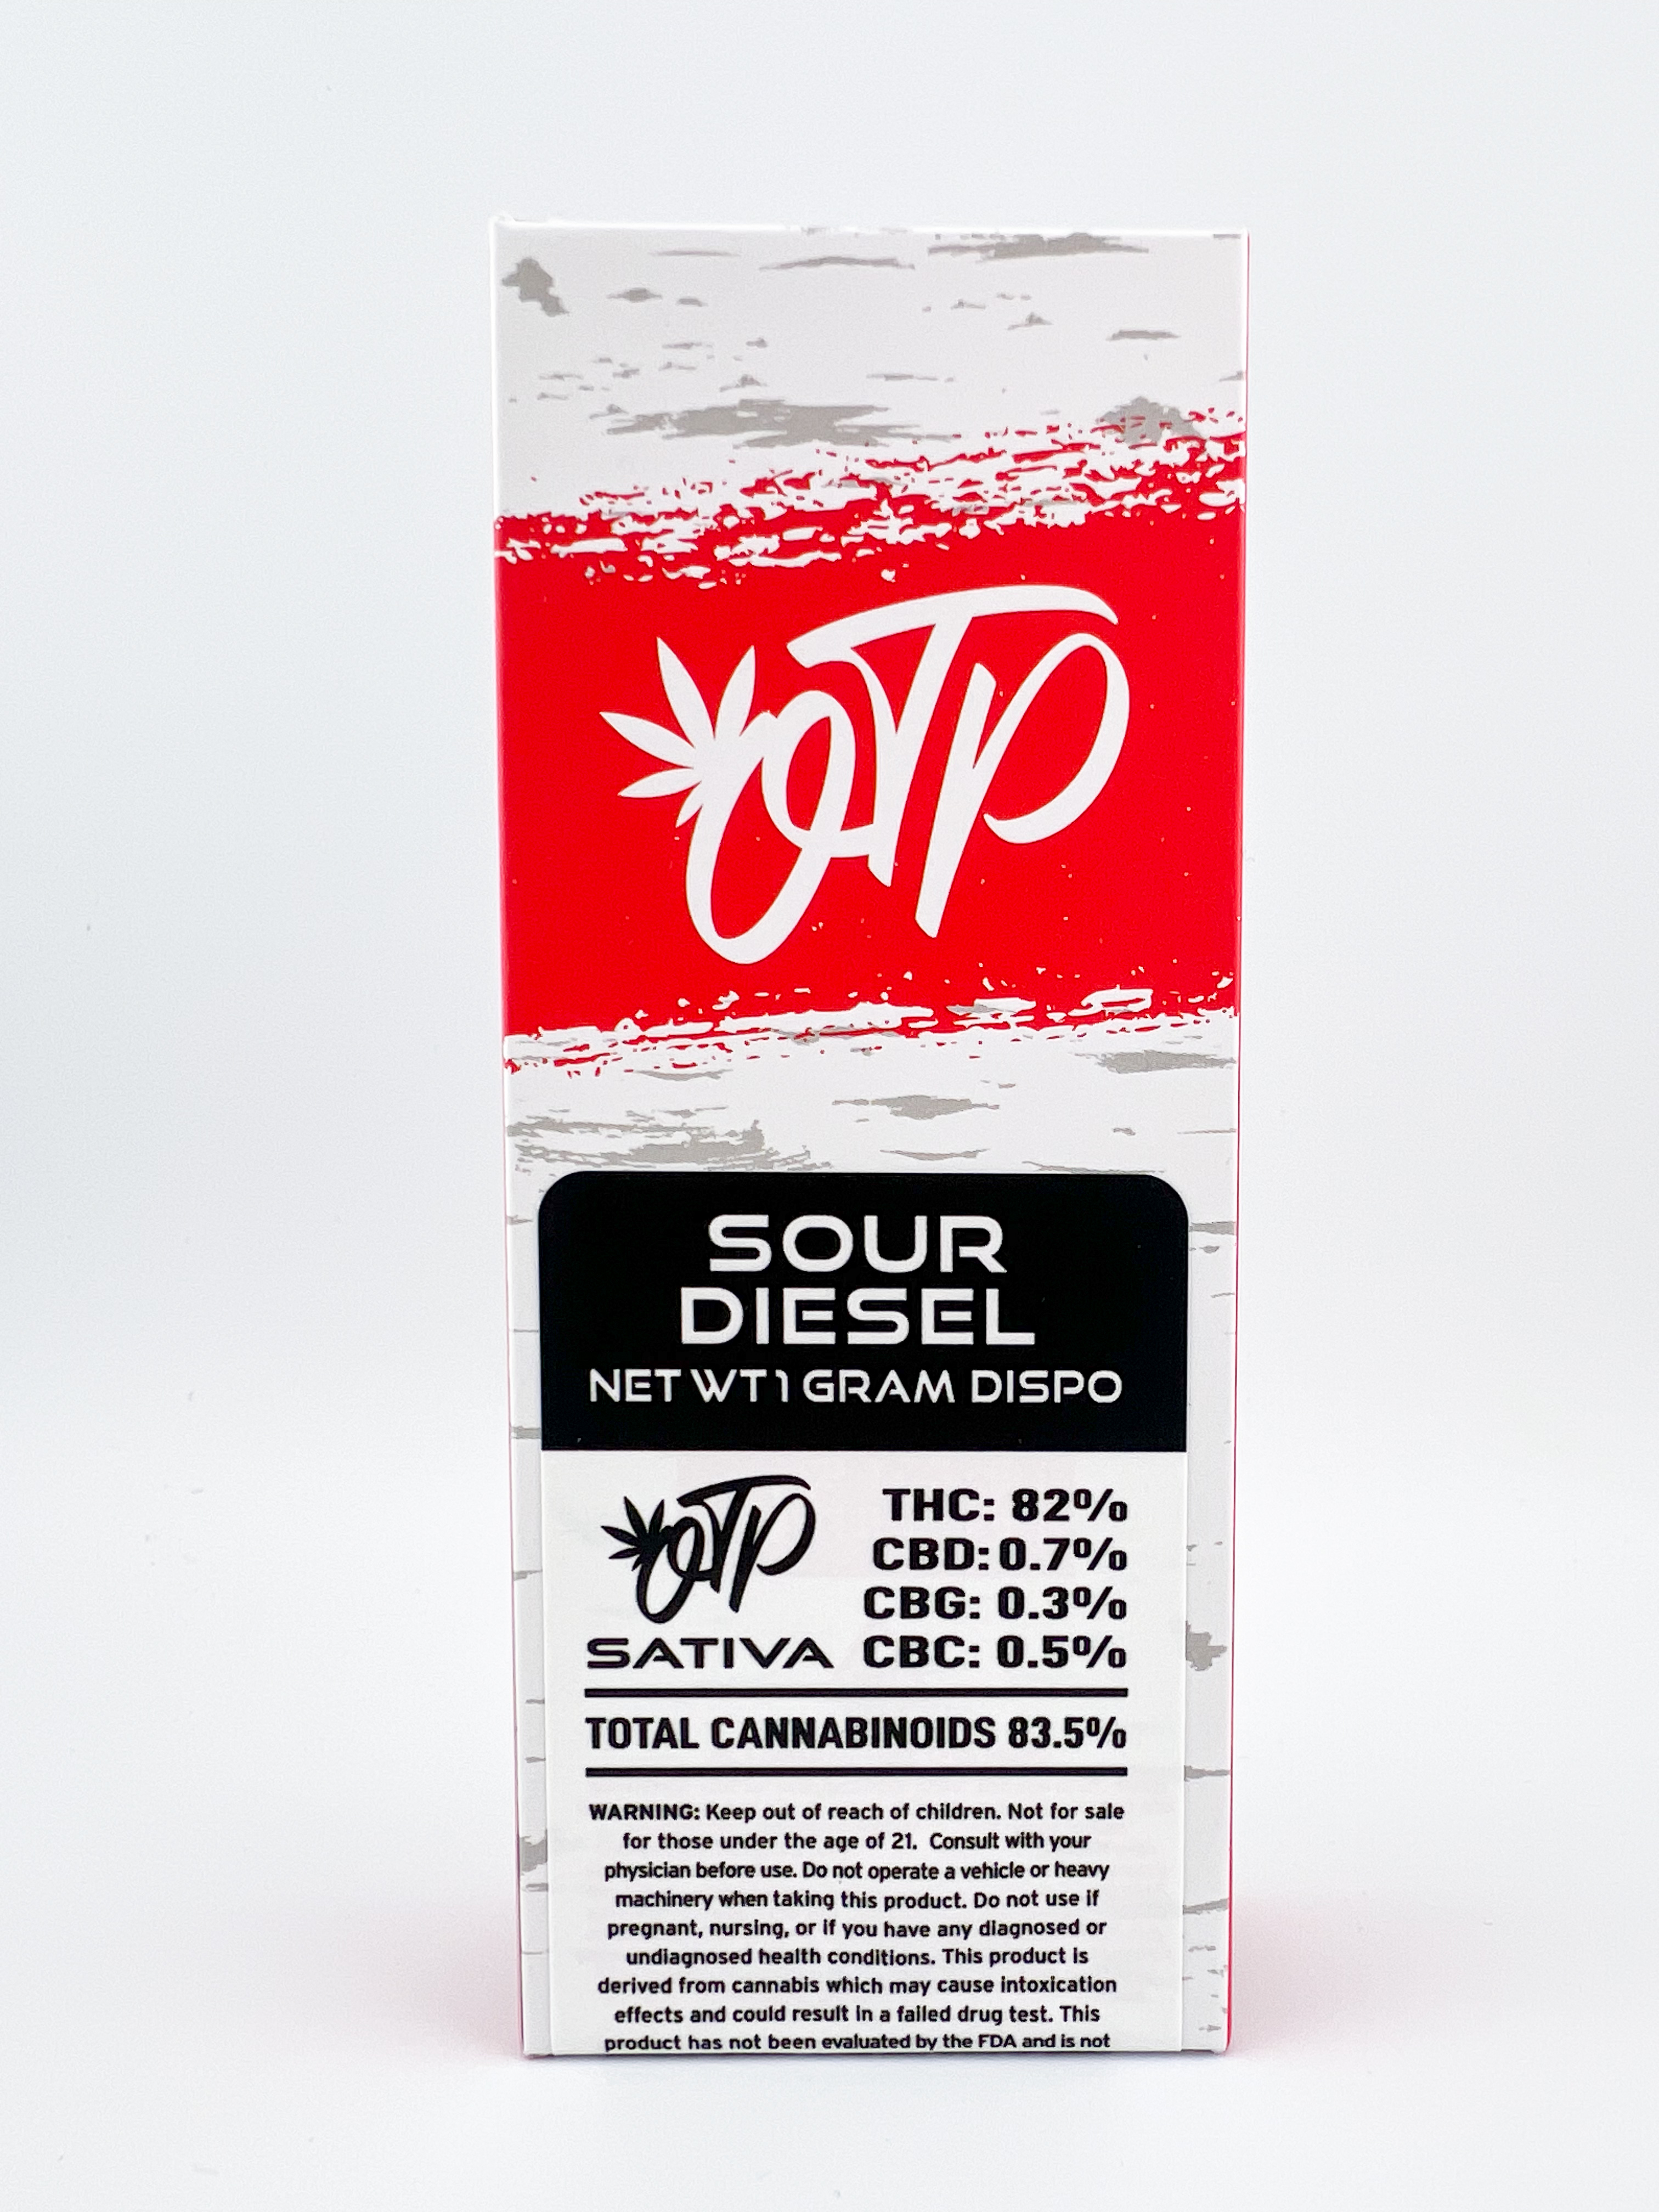 OTP
SOUR
DIESEL
NET WT 1 GRAM DISPO
OTP
SATIVA
THC: 82%
CBD: 0.7%
CBG: 0.3%
CBC: 0.5%
TOTAL CANNABINOIDS 83.5%
WARNING: Keep out of reach of children. Not for sale
for those under the age of 21. Consult with your
physician before use. Do not operate a vehicle or heavy
machinery when taking this product. Do not use if
pregnant, nursing, or if you have any diagnosed or
undiagnosed health conditions. This product is
derived from cannabis which may cause intoxication
effects and could result in a failed drug test. This
product has not been evaluated by the FDA and is not